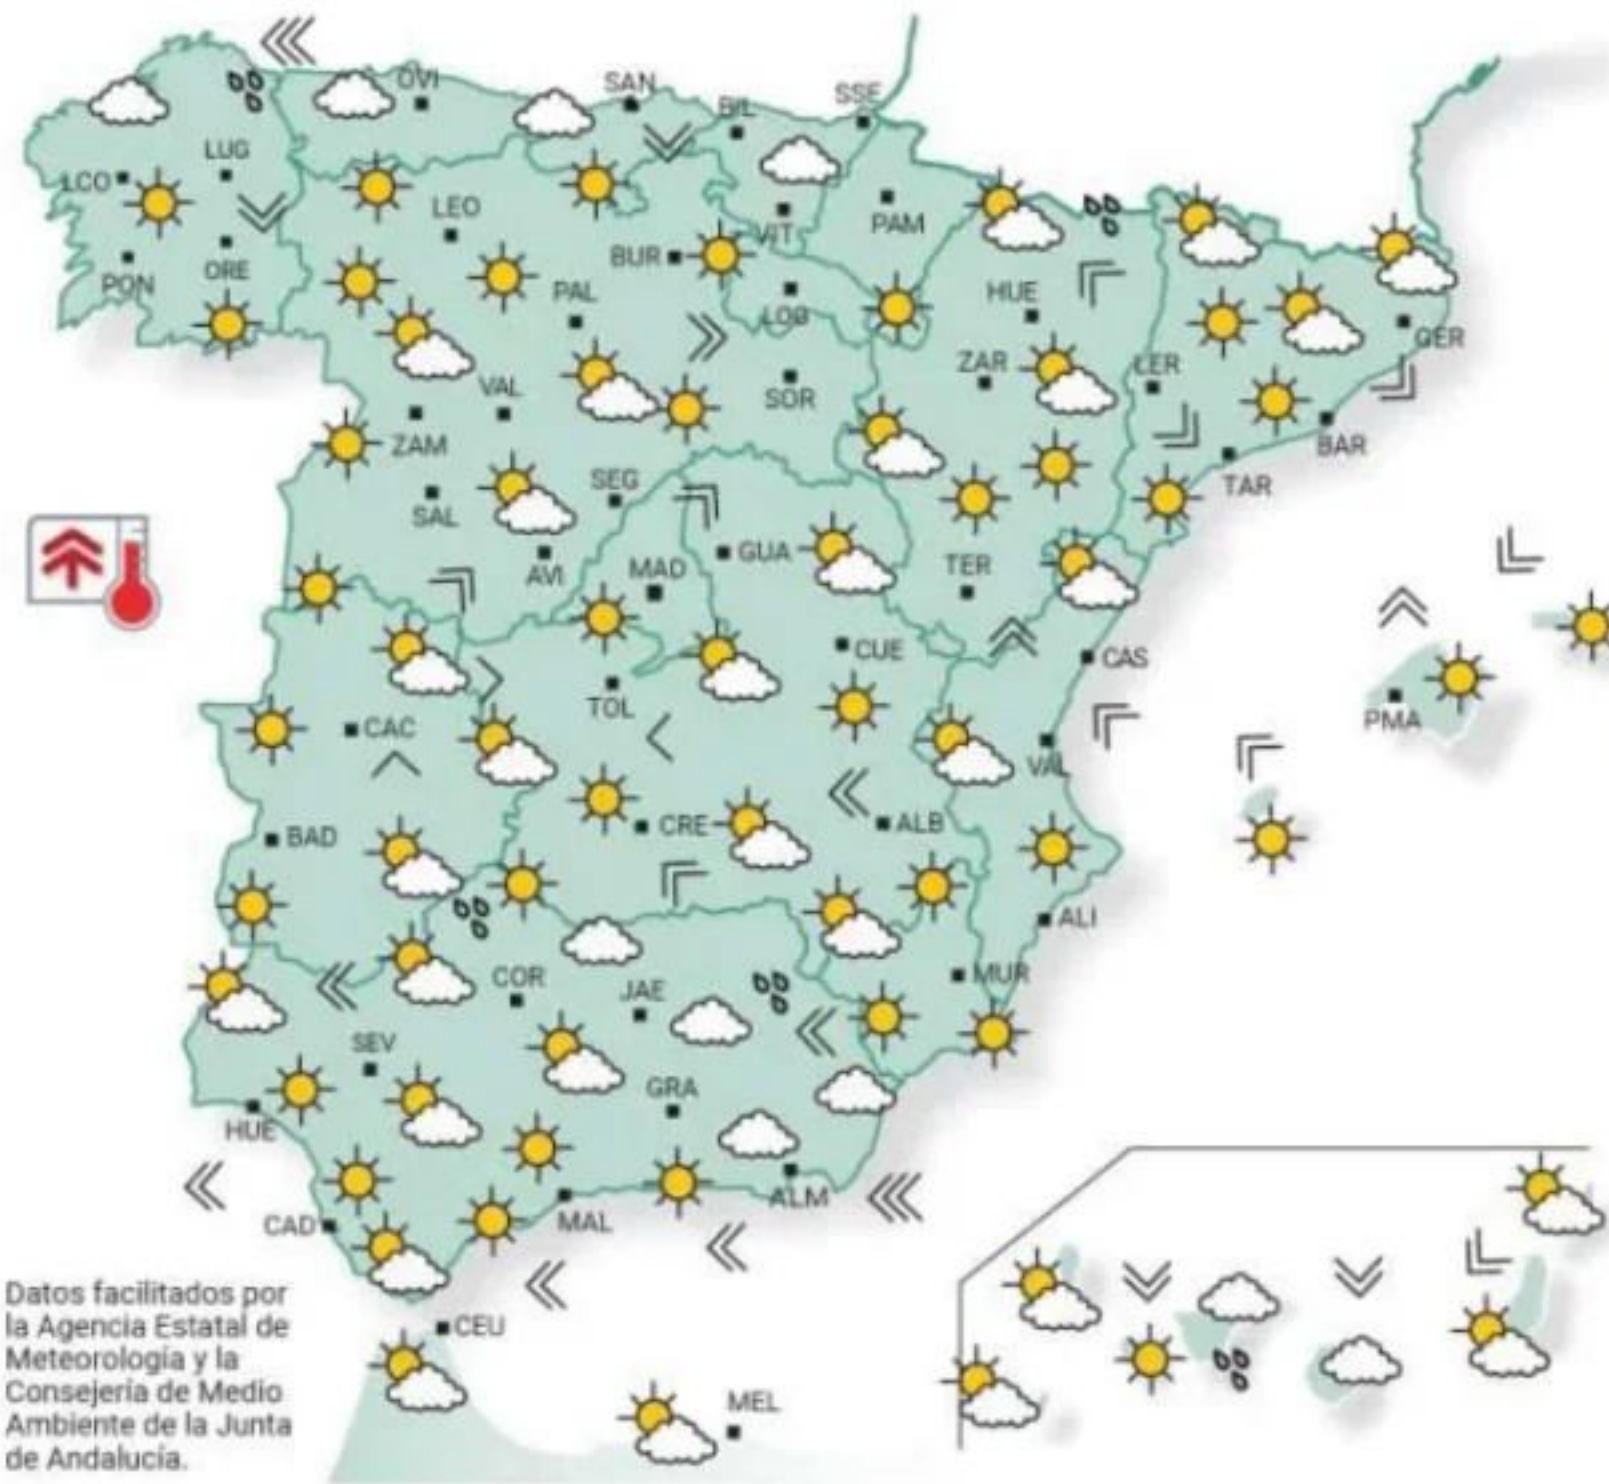 OVI
SAN
BIL
SSE
LUG
LCO
LEO
VIT
PAM
BUR
PON
ORE
PAL
LOG
HUE
GER
ZAR
LER
VAL
SOR
ZAM
BAR
SEG
TAR
SAL
GUA
AVI
MAD
TER
CUE
CAS
TOL
PMA
CAC
VAL
BAD
CRE
ALB
ALI
COR
JAE
MUR
SEV
GRA
HUE
ALM
CAD
MAL
CEU
MEL
Datos facilitados por
la Agencia Estatal de
Meteorología y la
Consejería de Medio
Ambiente de la Junta
de Andalucía.